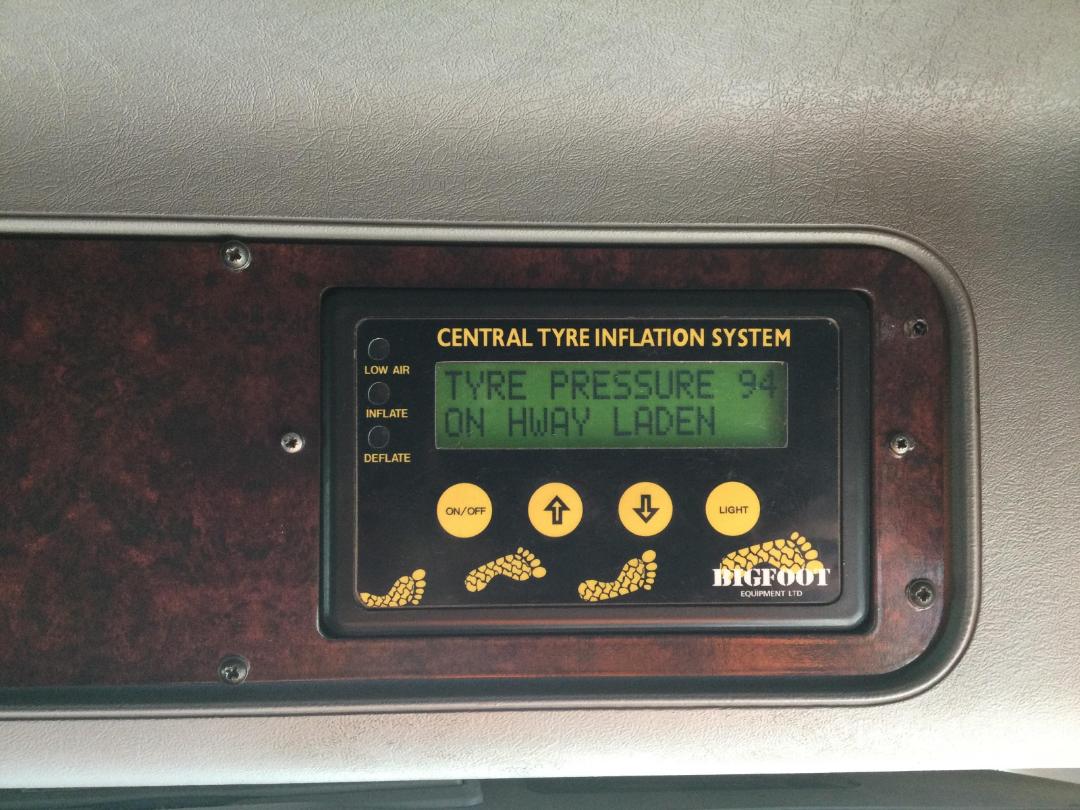 CENTRAL TYRE INFLATION SYSTEM
LOW AIR
INFLATE
DEFLATE
TYRE PRESSURE 94
ON HWAY LADEN
ON/OFF
LIGHT
BIGFOOT
EQUIPMENT LTD